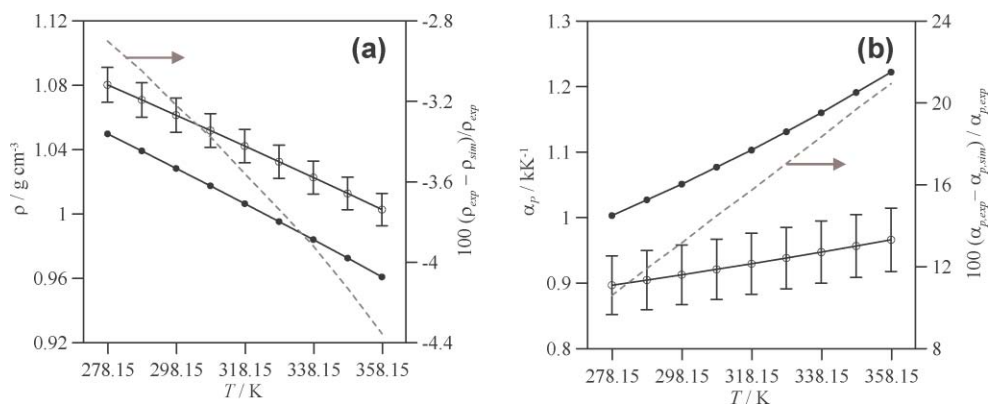 (a)
1.12
1.08
1.04
1
0.96
0.92
ρ / g cm⁻³
-2.8
-3.2
-3.6
-4
-4.4
100 (ρexp – ρsim)/ρexp
278.15 298.15 318.15 338.15 358.15
T / K
(b)
1.3
1.2
1.1
1
0.9
0.8
αp / kK⁻¹
24
20
16
12
8
100 (αp,exp – αp,sim) / αp,exp
278.15 298.15 318.15 338.15 358.15
T / K